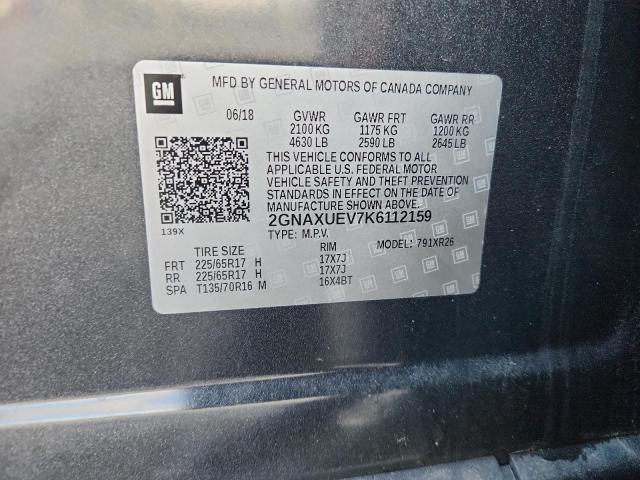 GM
MFD BY GENERAL MOTORS OF CANADA COMPANY
06/18 GVWR GAWR FRT GAWR RR
2100 KG 1175 KG 1200 KG
4630 LB 2590 LB 2645 LB
THIS VEHICLE CONFORMS TO ALL
APPLICABLE U.S. FEDERAL MOTOR
VEHICLE SAFETY AND THEFT PREVENTION
STANDARDS IN EFFECT ON THE DATE OF
MANUFACTURE SHOWN ABOVE.
2GNAXUEV7K6112159
139X TYPE: M.P.V. MODEL: 791XR26
TIRE SIZE RIM
FRT 225/65R17 H 17X7J
RR 225/65R17 H 17X7J
SPA T135/70R16 M 16X4BT